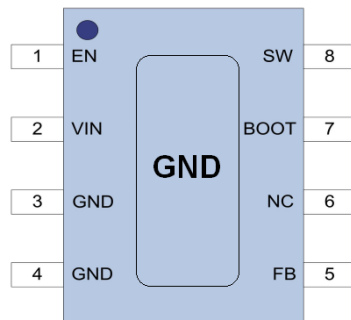 1 EN SW 8
2 VIN BOOT 7
GND
3 GND NC 6
4 GND FB 5